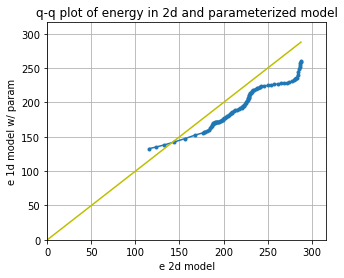 q-q plot of energy in 2d and parameterized model
300
250
200
150
100
50
0
e 1d model w/ param
0 50 100 150 200 250 300
e 2d model